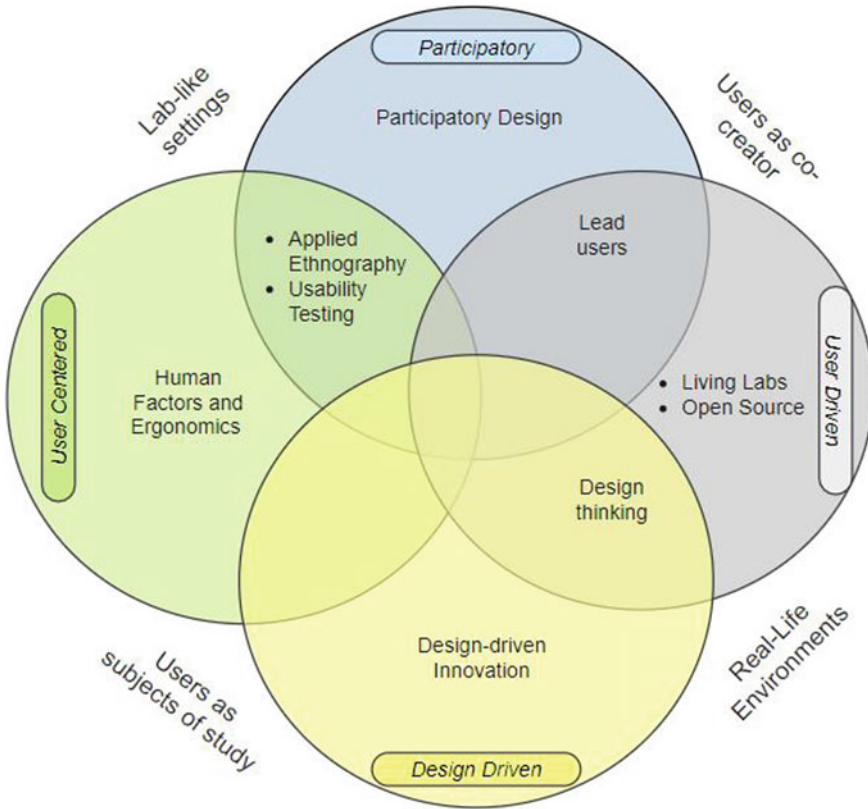 Participatory
Participatory Design
Lab-like
settings
Users as co-
creator
Lead
users
• Applied
Ethnography
• Usability
Testing
User Centered
Human
Factors and
Ergonomics
• Living Labs
• Open Source
User Driven
Design
thinking
Design-driven
Innovation
Users as
subjects of study
Real-Life
Environments
Design Driven